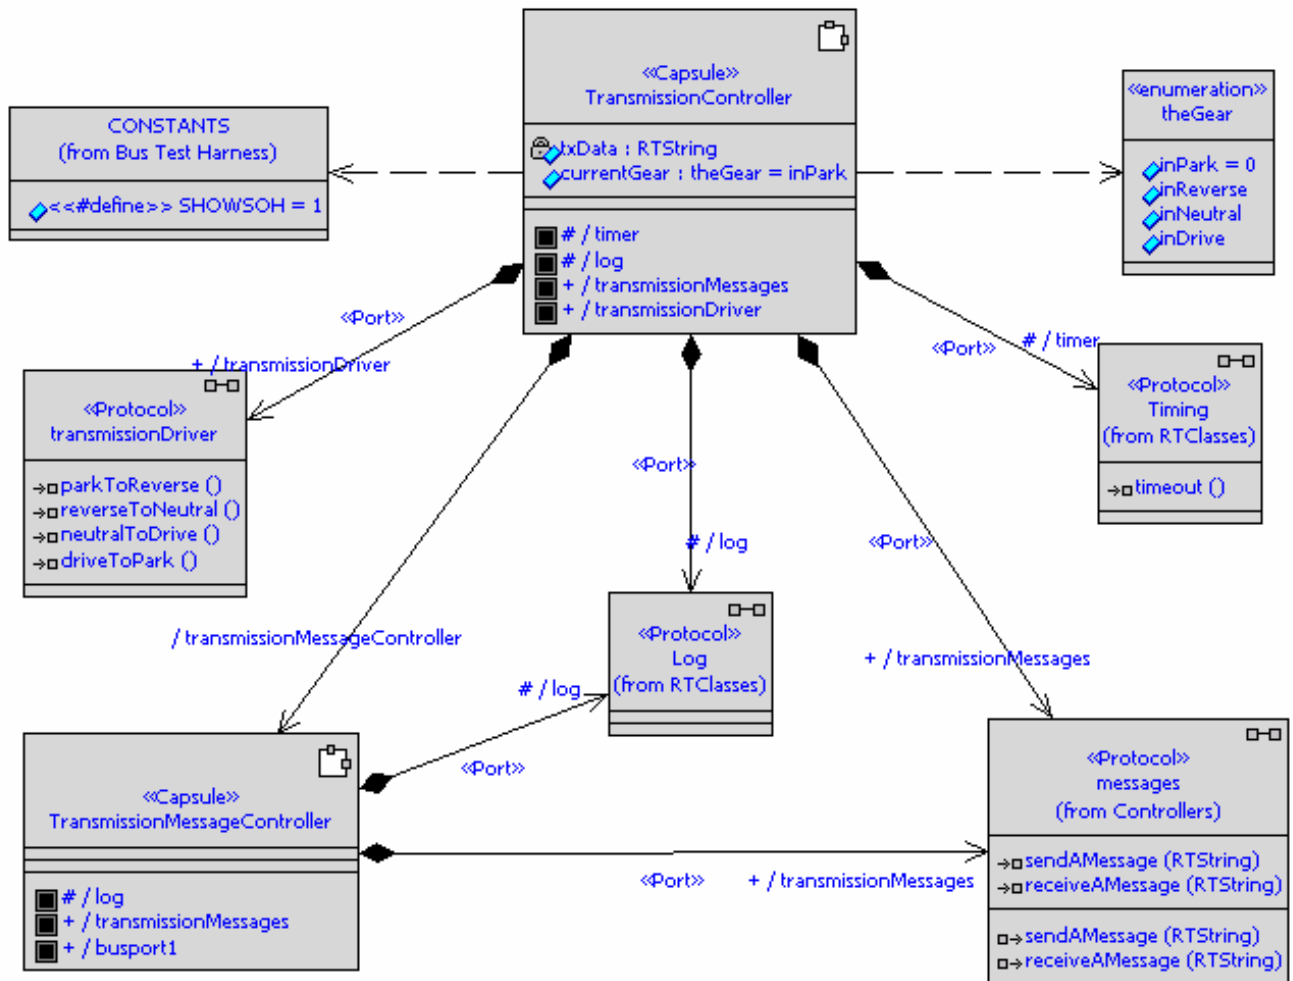 «Capsule»
TransmissionController
txData : RTString
currentGear : theGear = inPark
# / timer
# / log
+ / transmissionMessages
+ / transmissionDriver
CONSTANTS
(from Bus Test Harness)
<<#define>> SHOWSOH = 1
«enumeration»
theGear
inPark = 0
inReverse
inNeutral
inDrive
«Port»
+ / transmissionDriver
«Port»
# / timer
«Protocol»
transmissionDriver
parkToReverse ()
reverseToNeutral ()
neutralToDrive ()
driveToPark ()
«Protocol»
Timing
(from RTClasses)
timeout ()
«Port»
# / log
«Port»
+ / transmissionMessages
/ transmissionMessageController
«Protocol»
Log
(from RTClasses)
# / log
«Port»
«Capsule»
TransmissionMessageController
# / log
+ / transmissionMessages
+ / busport1
«Port»
+ / transmissionMessages
«Protocol»
messages
(from Controllers)
sendAMessage (RTString)
receiveAMessage (RTString)
sendAMessage (RTString)
receiveAMessage (RTString)